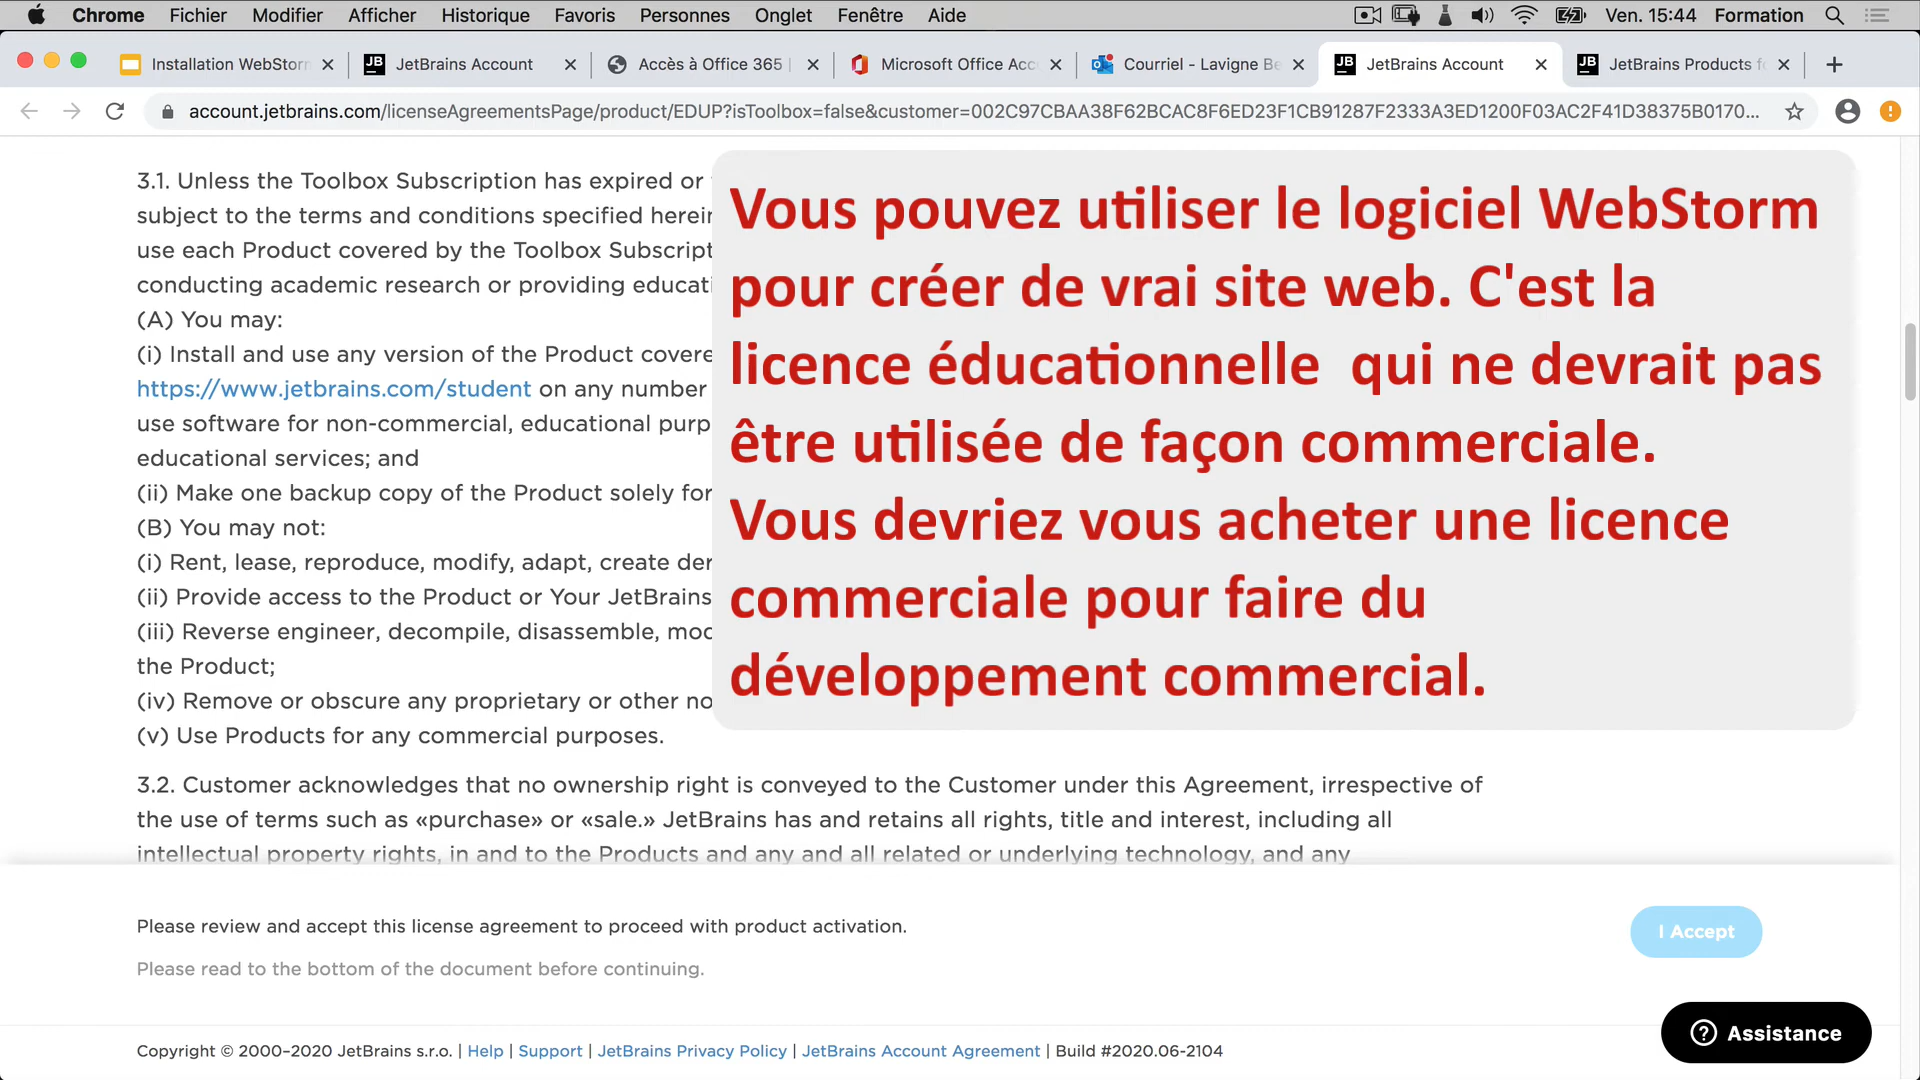 Chrome Fichier Modifier Afficher Historique Favoris Personnes Onglet Fenêtre Aide Ven. 15:44 Formation
Installation WebStorm JetBrains Account Accès à Office 365 Microsoft Office Acc Courriel - Lavigne Be JetBrains Account JetBrains Products f
account.jetbrains.com/licenseAgreementsPage/product/EDUP?isToolbox=false&customer=002C97CBAA38F62BCAC8F6ED23F1CB91287F2333A3ED1200F03AC2F41D38375B0170...
3.1. Unless the Toolbox Subscription has expired or
subject to the terms and conditions specified herein
use each Product covered by the Toolbox Subscript
conducting academic research or providing educati
(A) You may:
(i) Install and use any version of the Product covere
https://www.jetbrains.com/student on any number
use software for non-commercial, educational purp
educational services; and
(ii) Make one backup copy of the Product solely for
(B) You may not:
(i) Rent, lease, reproduce, modify, adapt, create der
(ii) Provide access to the Product or Your JetBrains
(iii) Reverse engineer, decompile, disassemble, mod
the Product;
(iv) Remove or obscure any proprietary or other no
(v) Use Products for any commercial purposes.
Vous pouvez utiliser le logiciel WebStorm
pour créer de vrai site web. C'est la
licence éducationnelle qui ne devrait pas
être utilisée de façon commerciale.
Vous devriez vous acheter une licence
commerciale pour faire du
développement commercial.
3.2. Customer acknowledges that no ownership right is conveyed to the Customer under this Agreement, irrespective of
the use of terms such as «purchase» or «sale.» JetBrains has and retains all rights, title and interest, including all
intellectual property rights, in and to the Products and any and all related or underlying technology, and any
Please review and accept this license agreement to proceed with product activation.
I Accept
Please read to the bottom of the document before continuing.
Assistance
Copyright © 2000–2020 JetBrains s.r.o. | Help | Support | JetBrains Privacy Policy | JetBrains Account Agreement | Build #2020.06-2104